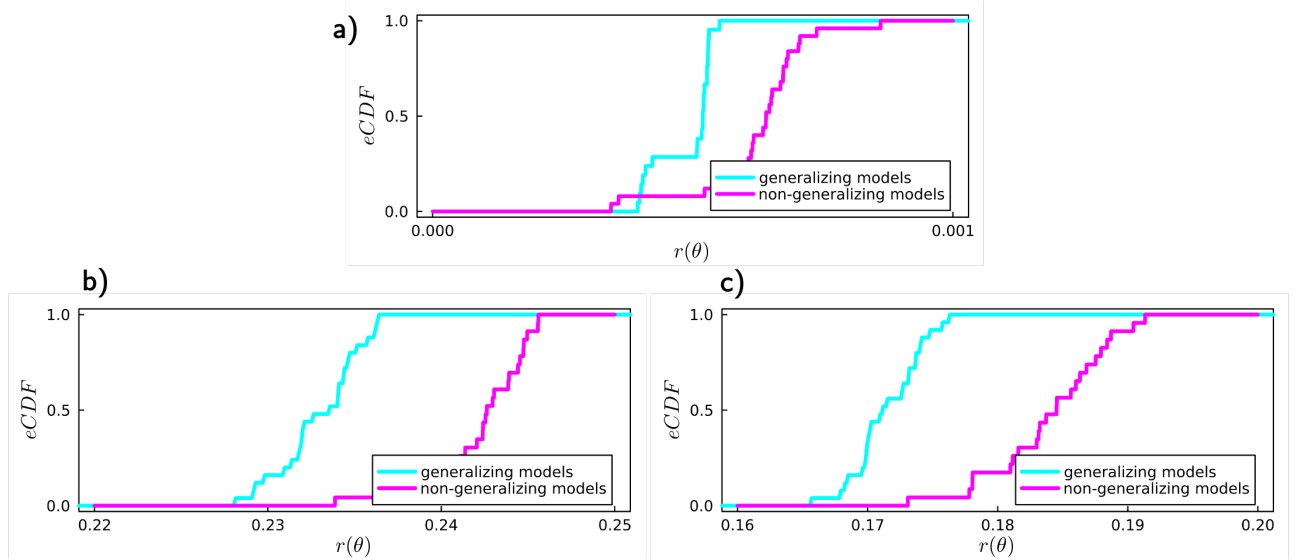 a)
1.0
0.5
0.0
eCDF
generalizing models
non-generalizing models
0.000
0.001
r(θ)
b)
1.0
0.5
0.0
eCDF
generalizing models
non-generalizing models
0.22
0.23
0.24
0.25
r(θ)
c)
1.0
0.5
0.0
eCDF
generalizing models
non-generalizing models
0.16
0.17
0.18
0.19
0.20
r(θ)